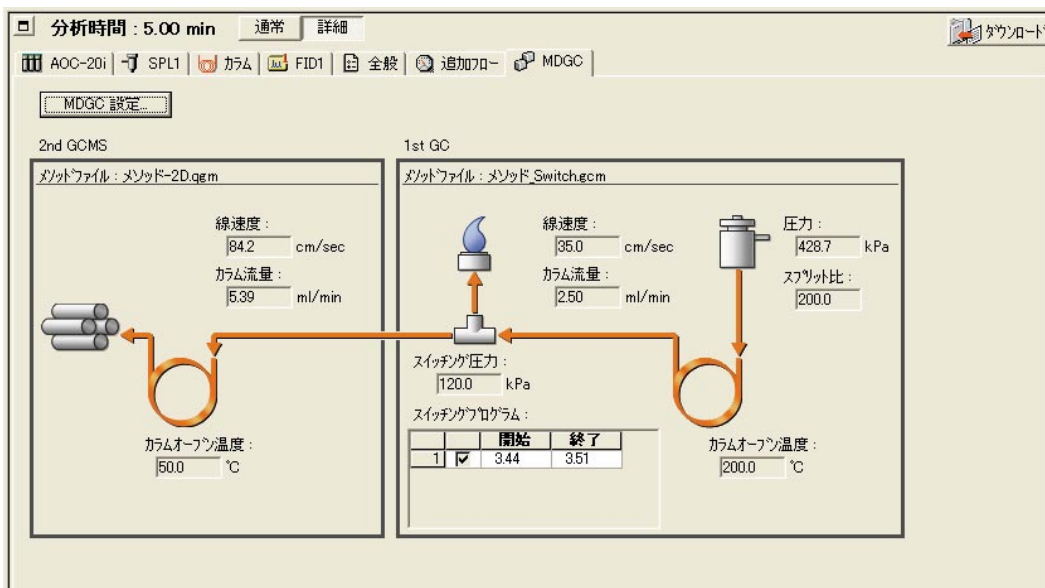 分析時間 : 5.00 min 通常 詳細 ダウンロード
AOC-20i SPL1 カラム FID1 全般 追加フロー MDGC
MDGC 設定...
2nd GCMS
メソッドファイル : メソッド-2D.qgm
線速度 :
84.2 cm/sec
カラム流量 :
5.39 ml/min
カラムオーブン温度 :
50.0 ℃
1st GC
メソッドファイル : メソッド_Switch.gcm
線速度 :
35.0 cm/sec
カラム流量 :
2.50 ml/min
圧力 :
428.7 kPa
スプリット比 :
200.0
スイッチング圧力 :
120.0 kPa
スイッチングプログラム :
開始 終了
1 3.44 3.51
カラムオーブン温度 :
200.0 ℃